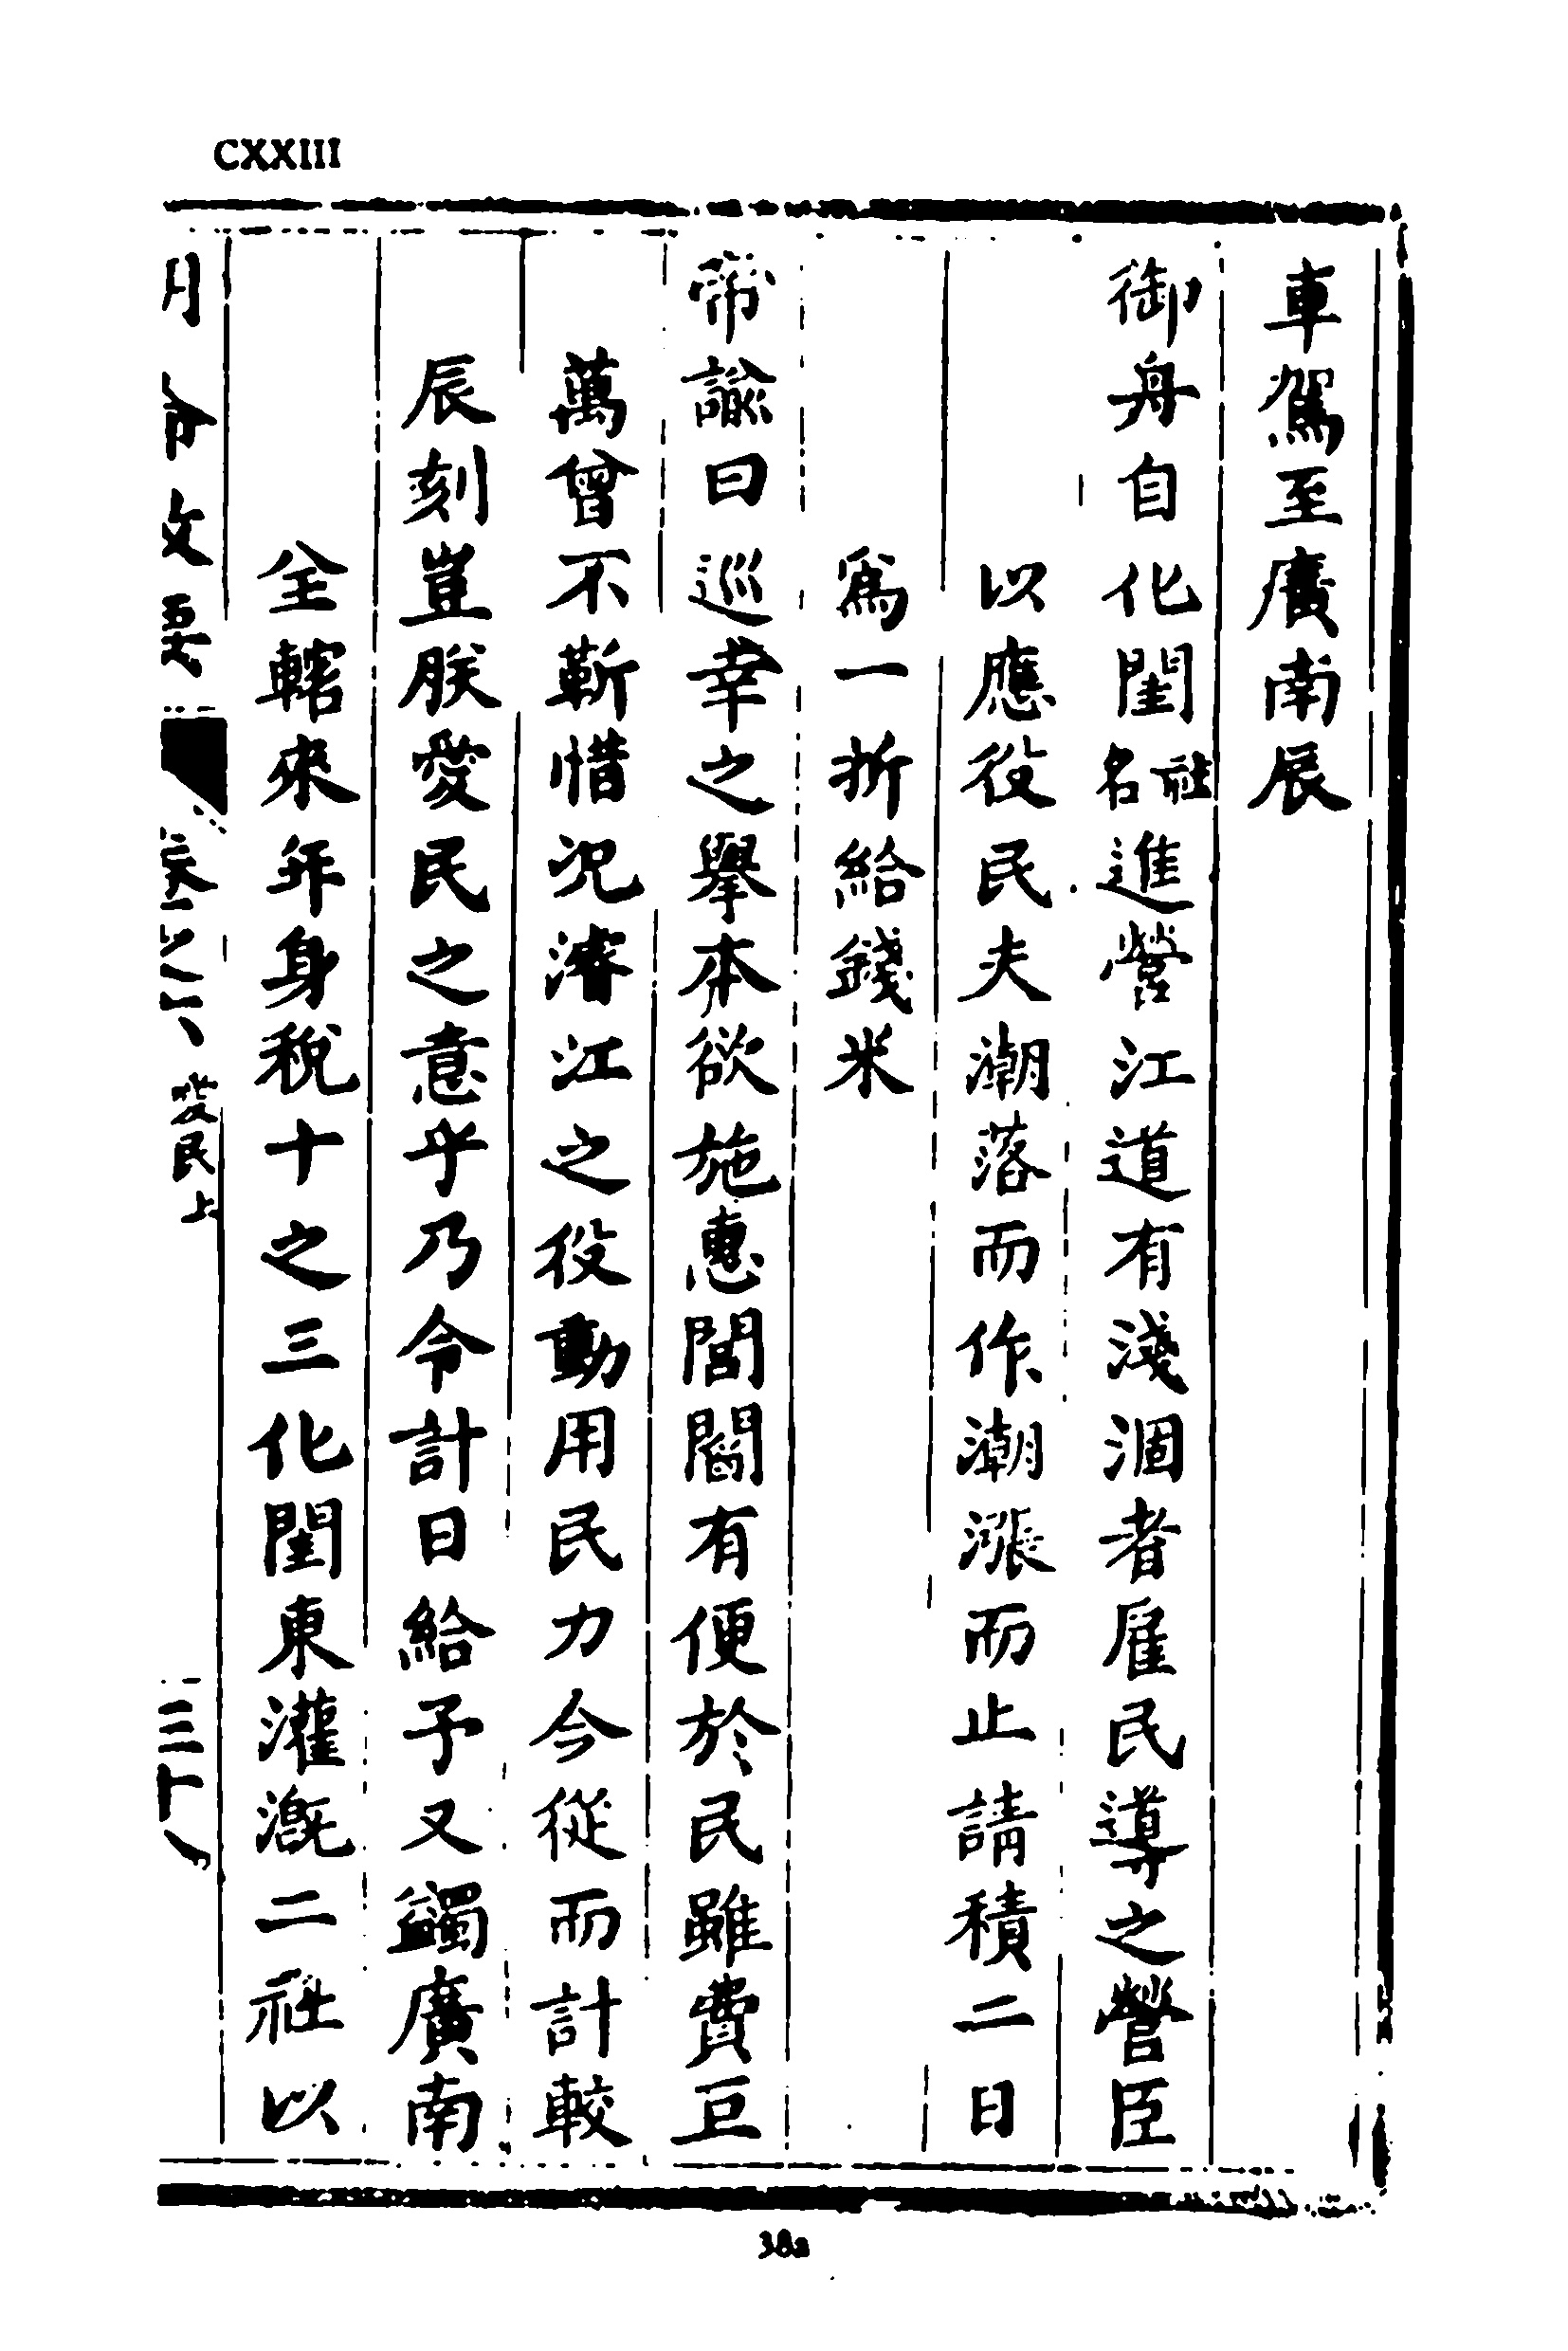 CXXIII
車駕至廣南辰
御舟自化閨社名進營江道有淺涸者雇民導之營臣
以應役民夫潮落而作潮漲而止請積二日
爲一折給錢米
帝諭曰巡幸之舉本欲施惠閭閻有便於民雖費巨
萬曾不靳惜况濬江之役動用民力今從而計較
辰刻豈朕愛民之意乎乃令計日給予又蠲廣南
全轄來年身稅十之三化閨東灌溉二社以
明命政要 卷之六 愛民上 三十八
38a